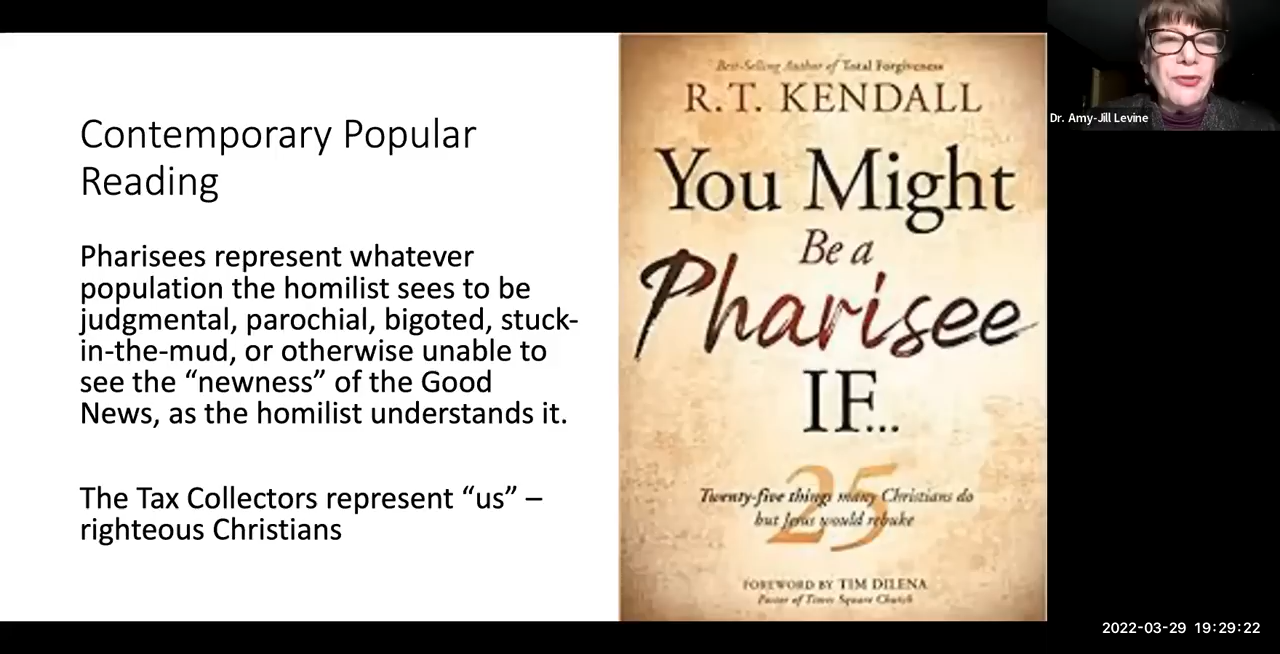 Contemporary Popular
Reading
Pharisees represent whatever
population the homilist sees to be
judgmental, parochial, bigoted, stuck-
in-the-mud, or otherwise unable to
see the “newness” of the Good
News, as the homilist understands it.
The Tax Collectors represent “us” –
righteous Christians
Best-Selling Author of Total Forgiveness
R.T. KENDALL
You Might
Be a
Pharisee
IF...
25
Twenty-five things many Christians do
but Jesus would rebuke
FOREWORD BY TIM DILENA
Pastor of Times Square Church
Dr. Amy-Jill Levine
2022-03-29 19:29:22